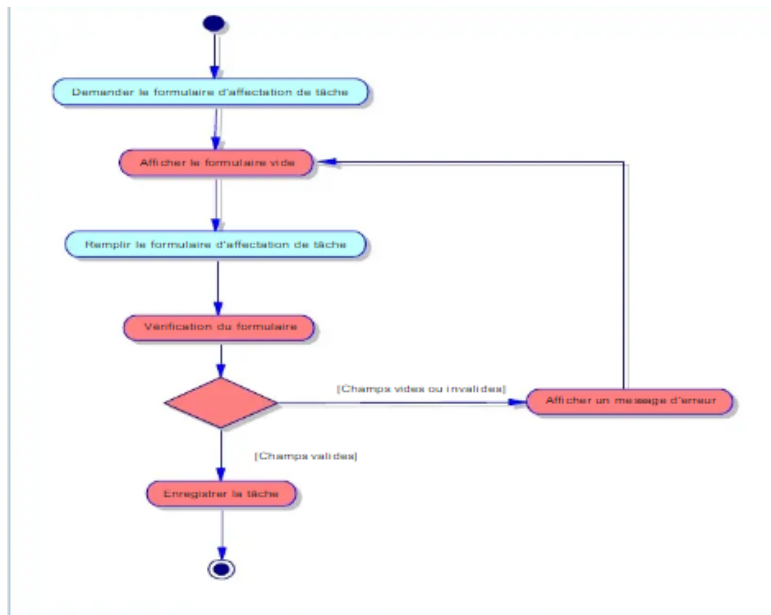 Demander le formulaire d'affectation de tâche
Afficher le formulaire vide
Remplir le formulaire d'affectation de tâche
Vérification du formulaire
[Champs vides ou invalides]
Afficher un message d'erreur
[Champs valides]
Enregistrer la tâche